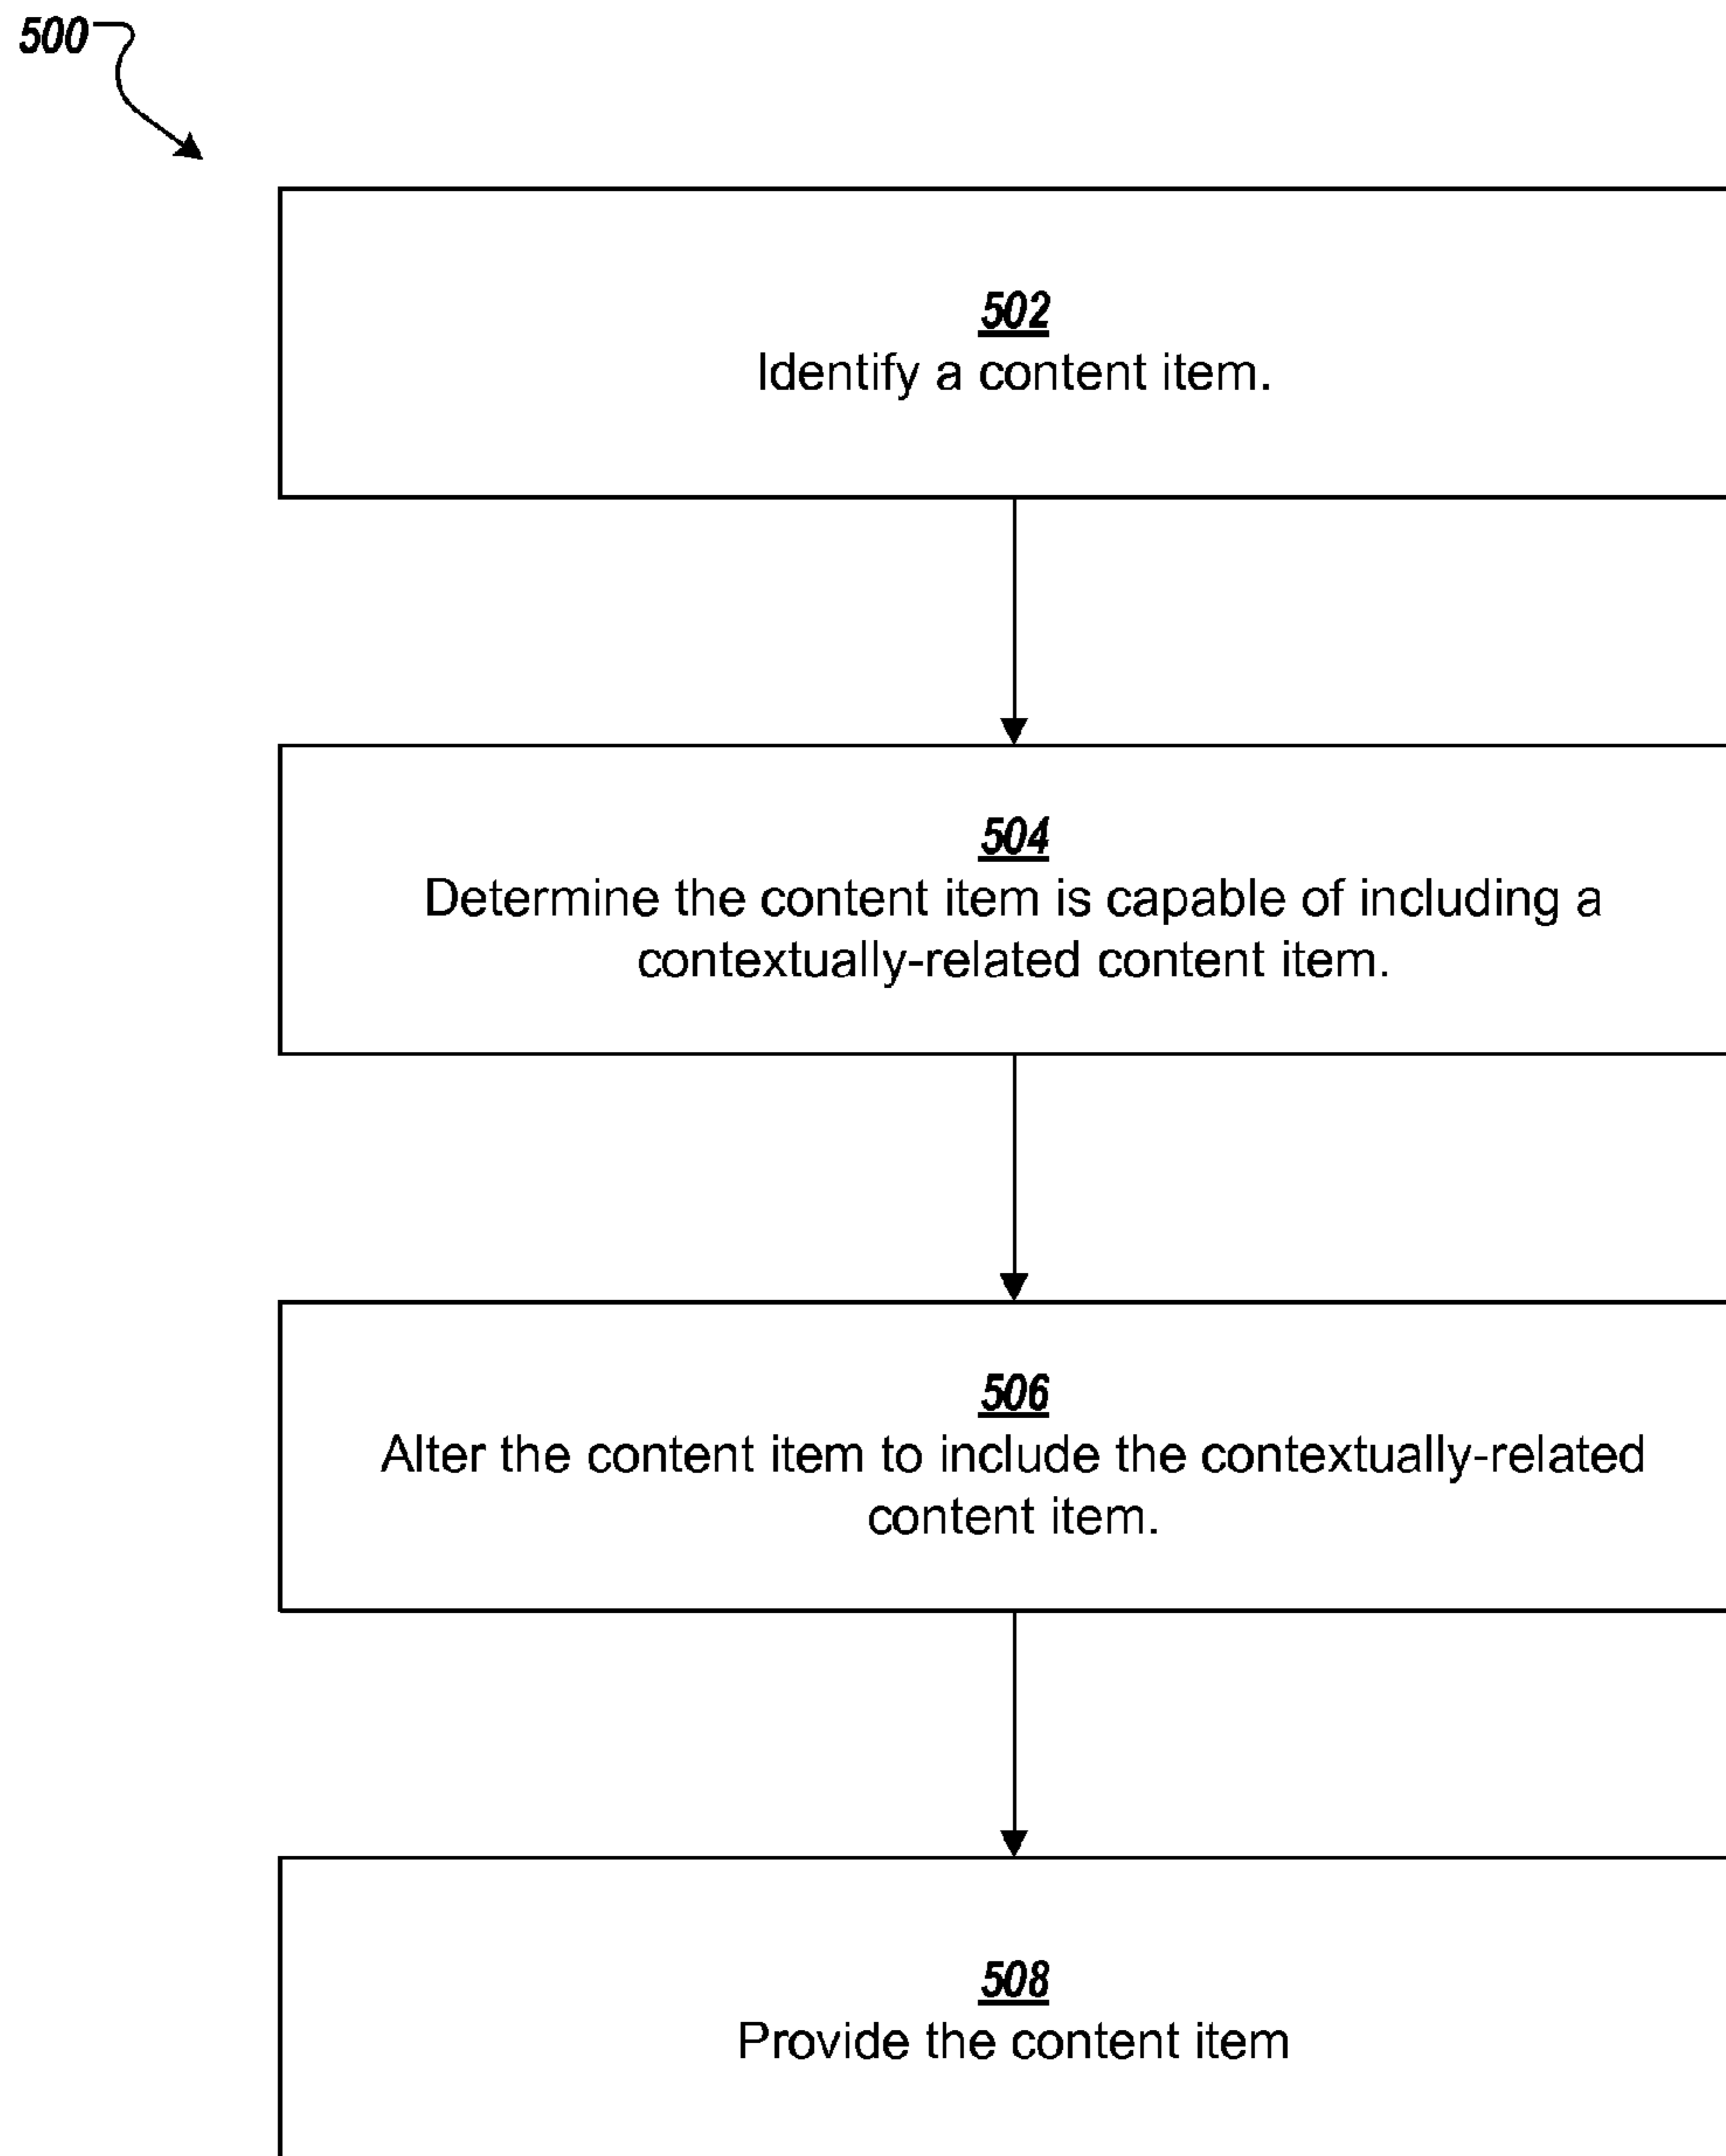 500
502
Identify a content item.
504
Determine the content item is capable of including a
contextually-related content item.
506
Alter the content item to include the contextually-related
content item.
508
Provide the content item